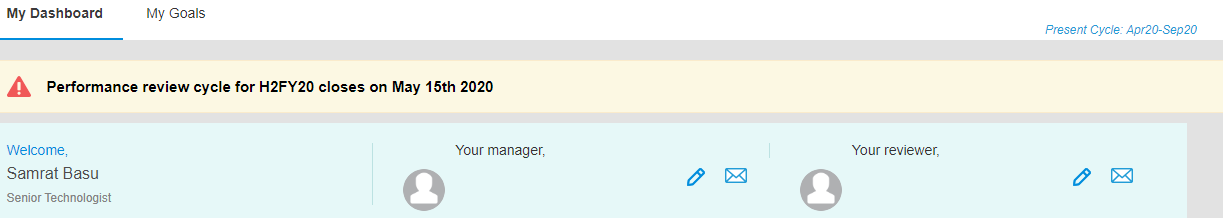 My Dashboard
My Goals
Present Cycle: Apr20-Sep20
Performance review cycle for H2FY20 closes on May 15th 2020
Welcome,
Samrat Basu
Senior Technologist
Your manager,
Your reviewer,